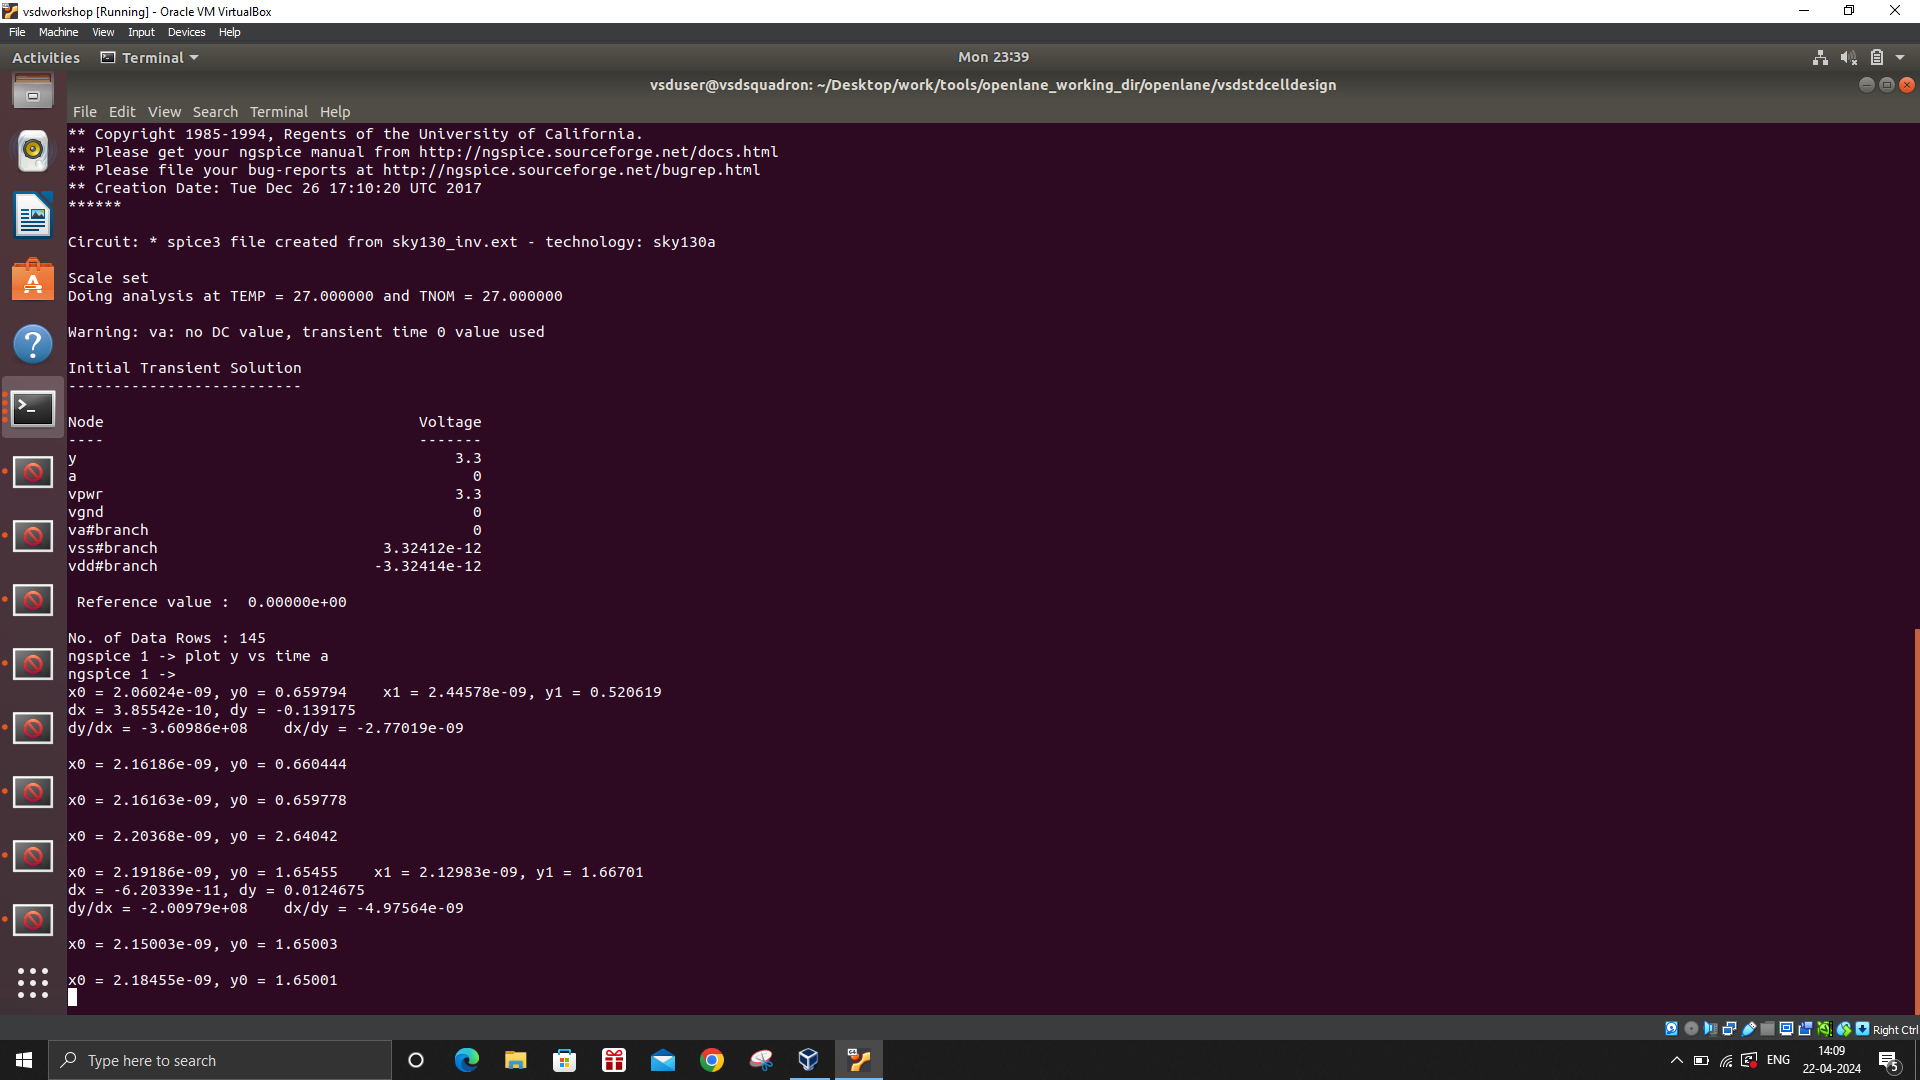 vsdworkshop [Running] - Oracle VM VirtualBox
File Machine View Input Devices Help
Activities Terminal Mon 23:39
vsduser@vsdsquadron: ~/Desktop/work/tools/openlane_working_dir/openlane/vsdstdcelldesign
File Edit View Search Terminal Help
** Copyright 1985-1994, Regents of the University of California.
** Please get your ngspice manual from http://ngspice.sourceforge.net/docs.html
** Please file your bug-reports at http://ngspice.sourceforge.net/bugrep.html
** Creation Date: Tue Dec 26 17:10:20 UTC 2017
******
Circuit: * spice3 file created from sky130_inv.ext - technology: sky130a
Scale set
Doing analysis at TEMP = 27.000000 and TNOM = 27.000000
Warning: va: no DC value, transient time 0 value used
Initial Transient Solution
--------------------------
Node Voltage
---- -------
y 3.3
a 0
vpwr 3.3
vgnd 0
va#branch 0
vss#branch 3.32412e-12
vdd#branch -3.32414e-12
Reference value : 0.00000e+00
No. of Data Rows : 145
ngspice 1 -> plot y vs time a
ngspice 1 ->
x0 = 2.06024e-09, y0 = 0.659794 x1 = 2.44578e-09, y1 = 0.520619
dx = 3.85542e-10, dy = -0.139175
dy/dx = -3.60986e+08 dx/dy = -2.77019e-09
x0 = 2.16186e-09, y0 = 0.660444
x0 = 2.16163e-09, y0 = 0.659778
x0 = 2.20368e-09, y0 = 2.64042
x0 = 2.19186e-09, y0 = 1.65455 x1 = 2.12983e-09, y1 = 1.66701
dx = -6.20339e-11, dy = 0.0124675
dy/dx = -2.00979e+08 dx/dy = -4.97564e-09
x0 = 2.15003e-09, y0 = 1.65003
x0 = 2.18455e-09, y0 = 1.65001
Right Ctrl
Type here to search
ENG
14:09
22-04-2024
5